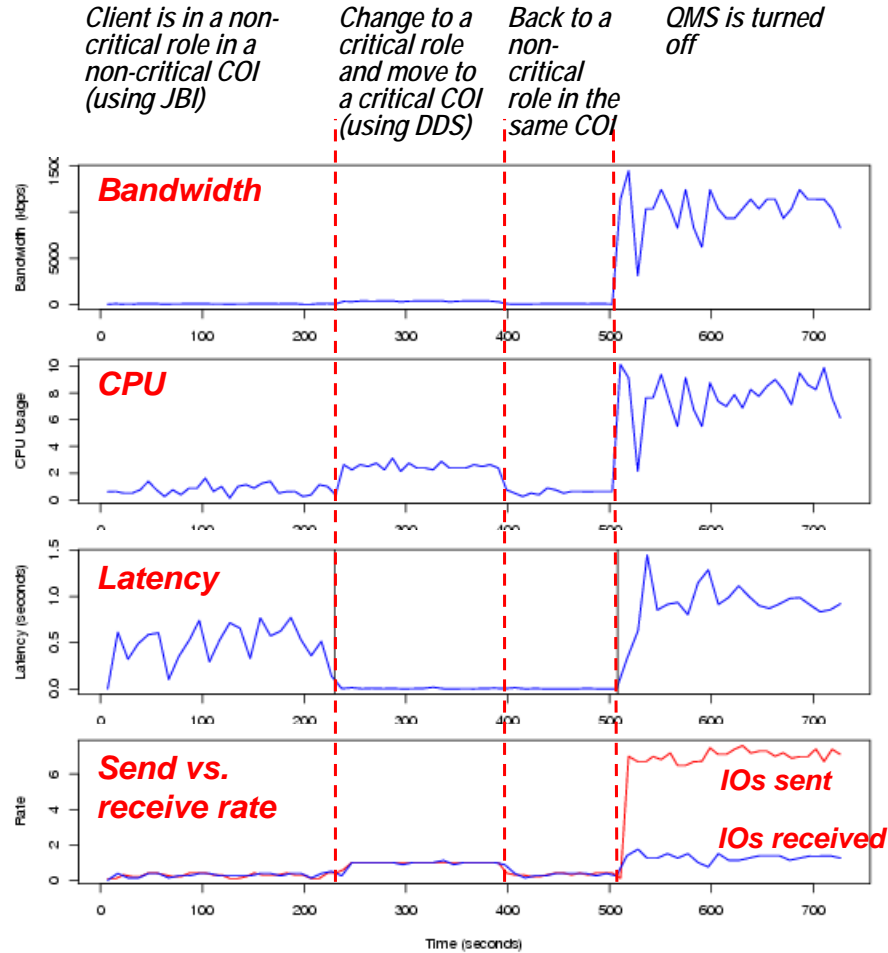 Client is in a non-
critical role in a
non-critical COI
(using JBI)
Change to a
critical role
and move to
a critical COI
(using DDS)
Back to a
non-
critical
role in the
same COI
QMS is turned
off
Bandwidth
Bandwidth (kbps)
0
5000
1500
0 100 200 300 400 500 600 700
CPU
CPU Usage
0
2
4
6
8
10
0 100 200 300 400 500 600 700
Latency
Latency (seconds)
0.0
0.5
1.0
1.5
0 100 200 300 400 500 600 700
Send vs.
receive rate
IOs sent
IOs received
Rate
0
2
4
6
0 100 200 300 400 500 600 700
Time (seconds)